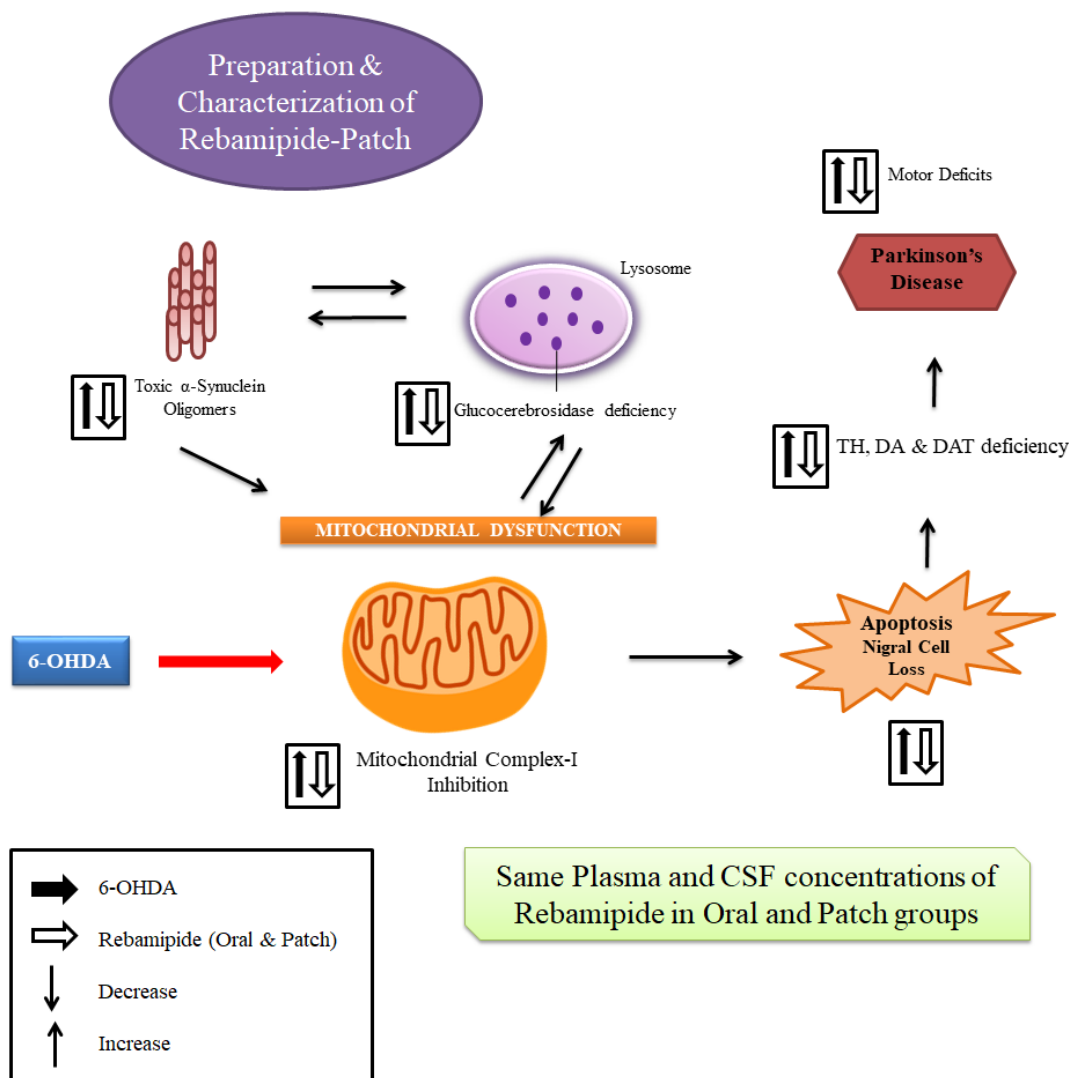 Preparation &
Characterization of
Rebamipide-Patch
Motor Deficits
Parkinson's
Disease
Lysosome
Toxic α-Synuclein
Oligomers
Glucocerebrosidase deficiency
TH, DA & DAT deficiency
MITOCHONDRIAL DYSFUNCTION
6-OHDA
Apoptosis
Nigral Cell
Loss
Mitochondrial Complex-I
Inhibition
Same Plasma and CSF concentrations of
Rebamipide in Oral and Patch groups
6-OHDA
Rebamipide (Oral & Patch)
Decrease
Increase